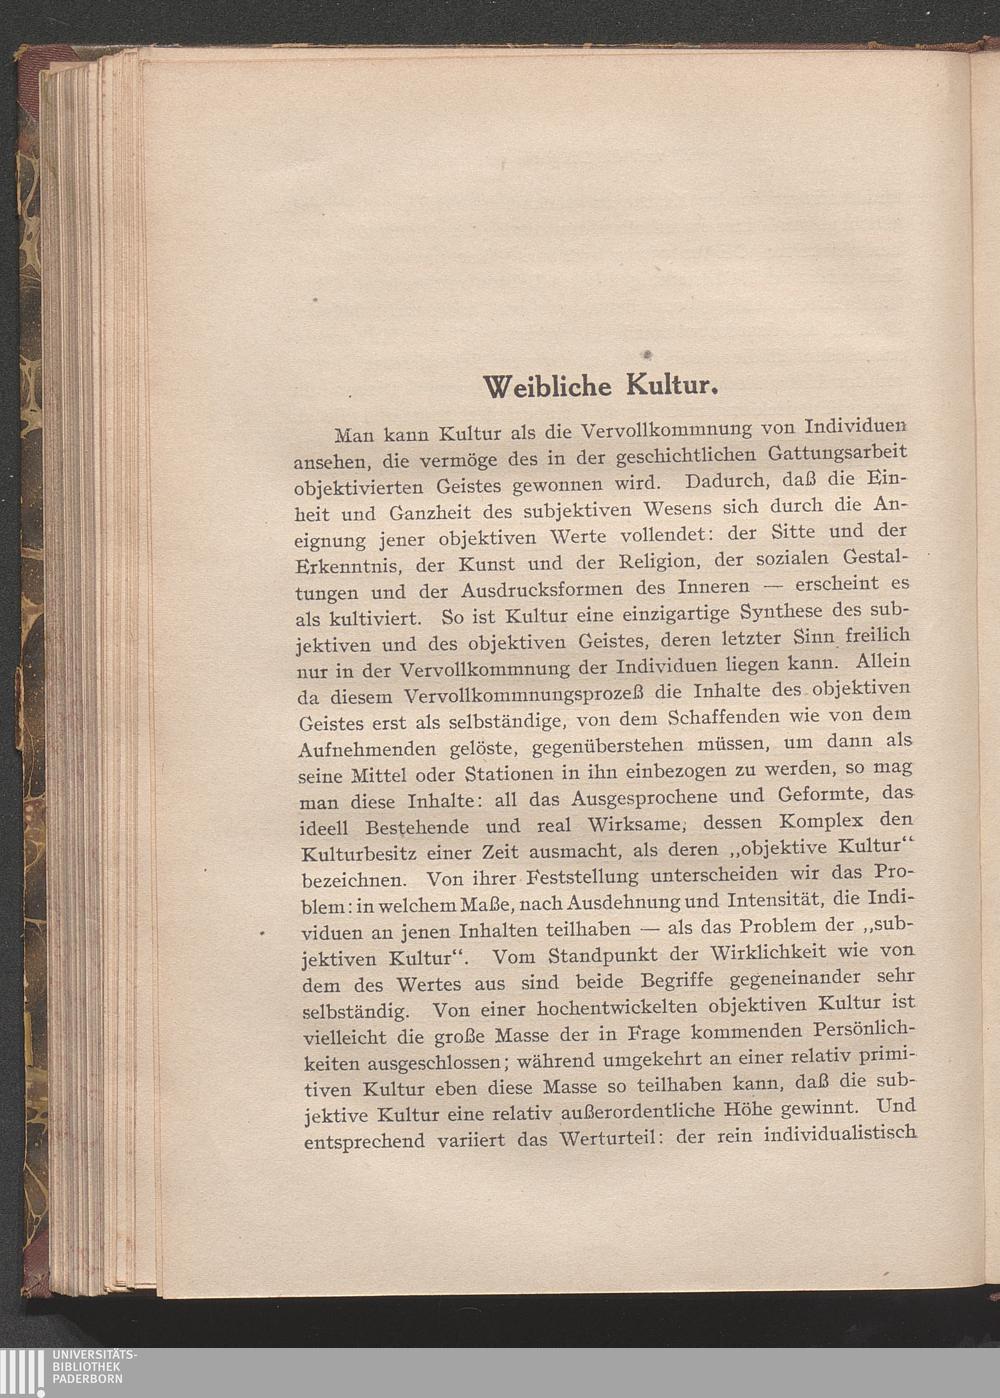 Weibliche Kultur.
Man kann Kultur als die Vervollkommnung von Individuen
ansehen, die vermöge des in der geschichtlichen Gattungsarbeit
objektivierten Geistes gewonnen wird. Dadurch, daß die Ein-
heit und Ganzheit des subjektiven Wesens sich durch die An-
eignung jener objektiven Werte vollendet: der Sitte und der
Erkenntnis, der Kunst und der Religion, der sozialen Gestal-
tungen und der Ausdrucksformen des Inneren — erscheint es
als kultiviert. So ist Kultur eine einzigartige Synthese des sub-
jektiven und des objektiven Geistes, deren letzter Sinn freilich
nur in der Vervollkommnung der Individuen liegen kann. Allein
da diesem Vervollkommnungsprozeß die Inhalte des objektiven
Geistes erst als selbständige, von dem Schaffenden wie von dem
Aufnehmenden gelöste, gegenüberstehen müssen, um dann als
seine Mittel oder Stationen in ihn einbezogen zu werden, so mag
man diese Inhalte: all das Ausgesprochene und Geformte, das
ideell Bestehende und real Wirksame, dessen Komplex den
Kulturbesitz einer Zeit ausmacht, als deren „objektive Kultur“
bezeichnen. Von ihrer Feststellung unterscheiden wir das Pro-
blem: in welchem Maße, nach Ausdehnung und Intensität, die Indi-
viduen an jenen Inhalten teilhaben — als das Problem der „sub-
jektiven Kultur“. Vom Standpunkt der Wirklichkeit wie von
dem des Wertes aus sind beide Begriffe gegeneinander sehr
selbständig. Von einer hochentwickelten objektiven Kultur ist
vielleicht die große Masse der in Frage kommenden Persönlich-
keiten ausgeschlossen; während umgekehrt an einer relativ primi-
tiven Kultur eben diese Masse so teilhaben kann, daß die sub-
jektive Kultur eine relativ außerordentliche Höhe gewinnt. Und
entsprechend variiert das Werturteil: der rein individualistisch
UNIVERSITÄTS-
BIBLIOTHEK
PADERBORN